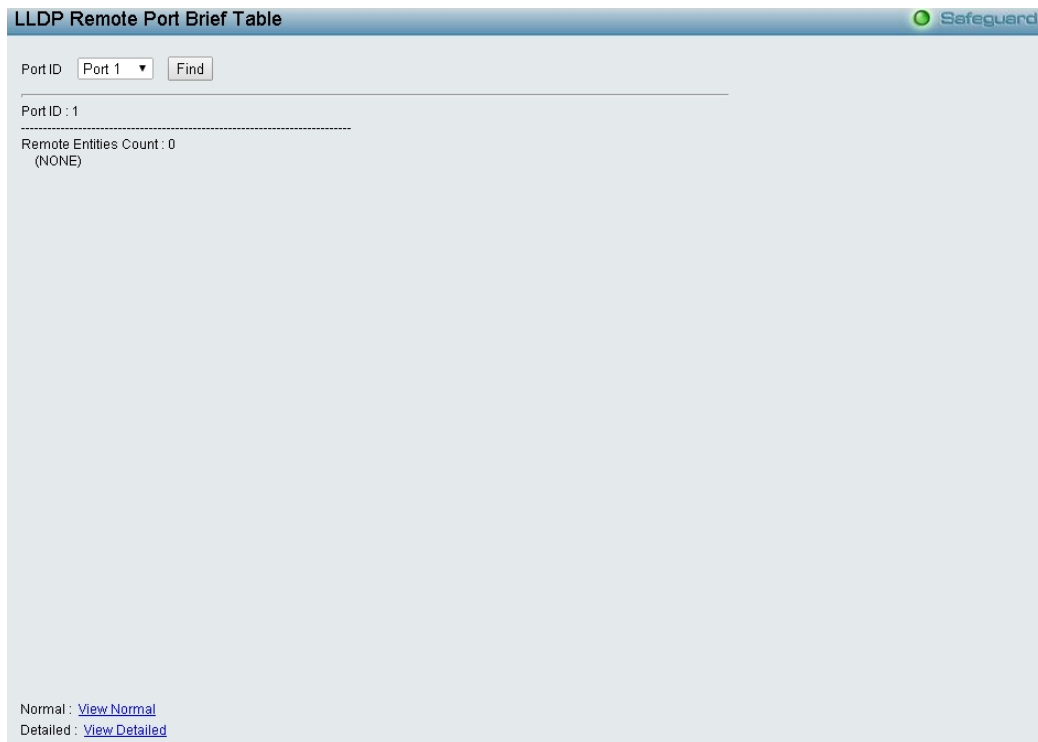 LLDP Remote Port Brief Table
Safeguard
Port ID Port 1 Find
Port ID : 1
---------------------------------------------------------------------------
Remote Entities Count : 0
(NONE)
Normal : View Normal
Detailed : View Detailed